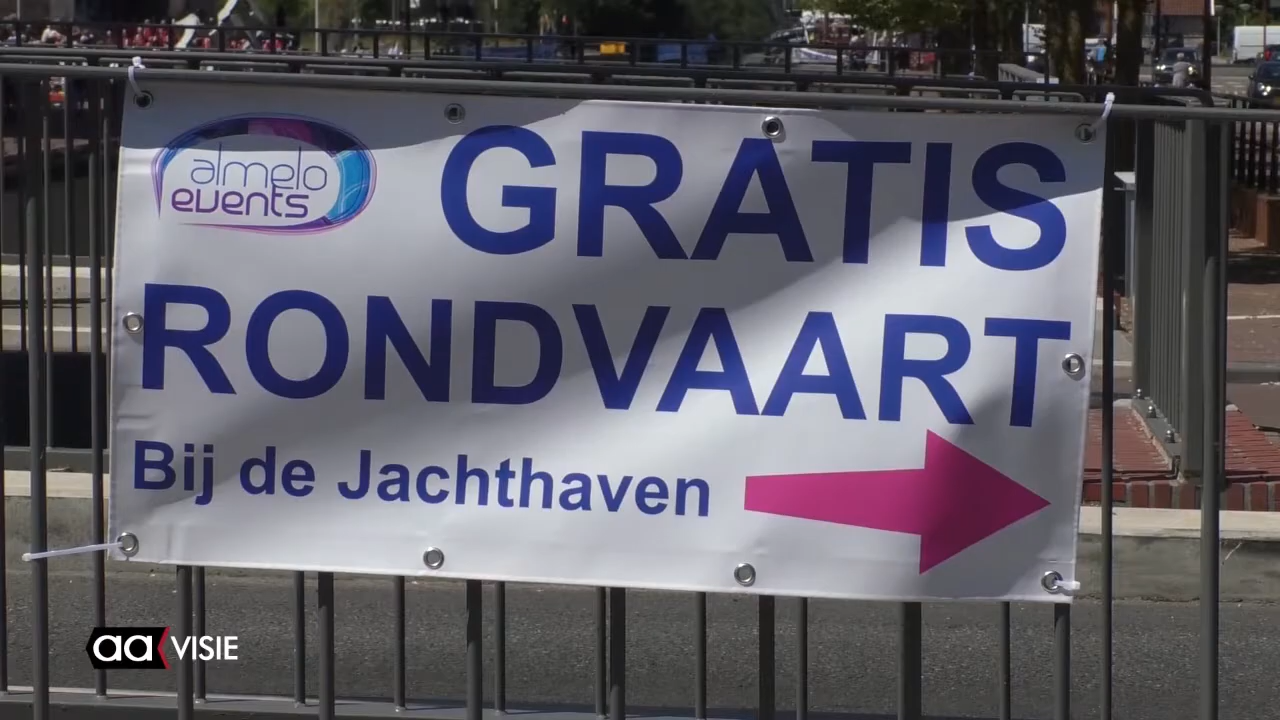 almelo
events
GRATIS
RONDVAART
Bij de Jachthaven
aa VISIE